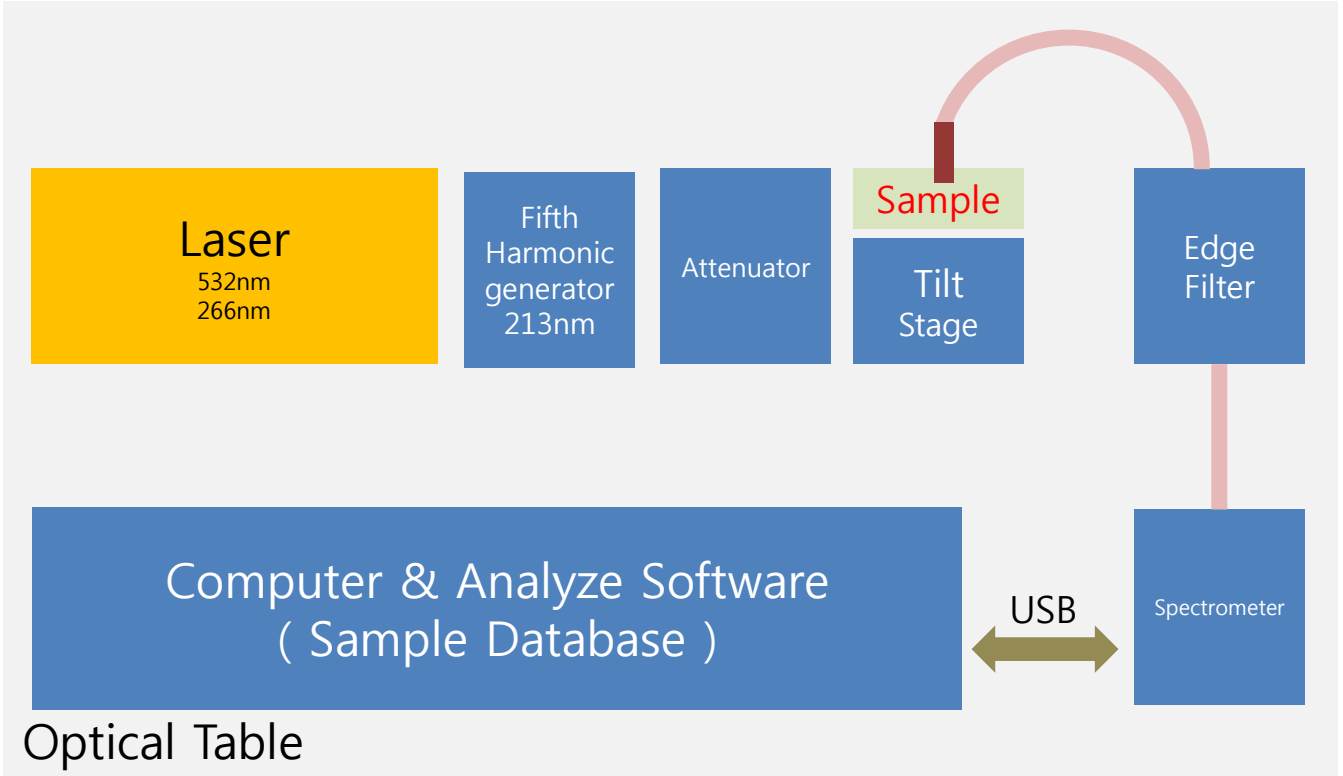 Laser
532nm
266nm
Fifth
Harmonic
generator
213nm
Attenuator
Sample
Tilt
Stage
Edge
Filter
Computer & Analyze Software
( Sample Database )
USB
Spectrometer
Optical Table